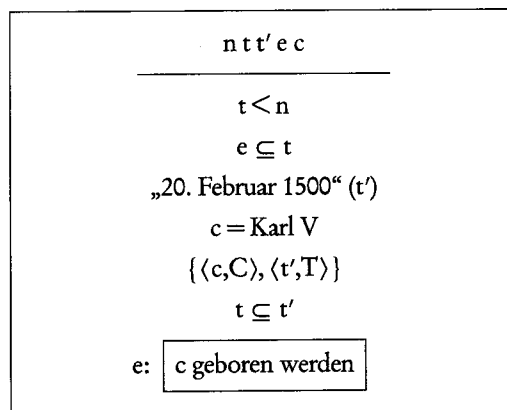 n t t′ e c
t < n
e ⊆ t
„20. Februar 1500“ (t′)
c = Karl V
{⟨c,C⟩, ⟨t′,T⟩}
t ⊆ t′
e: c geboren werden